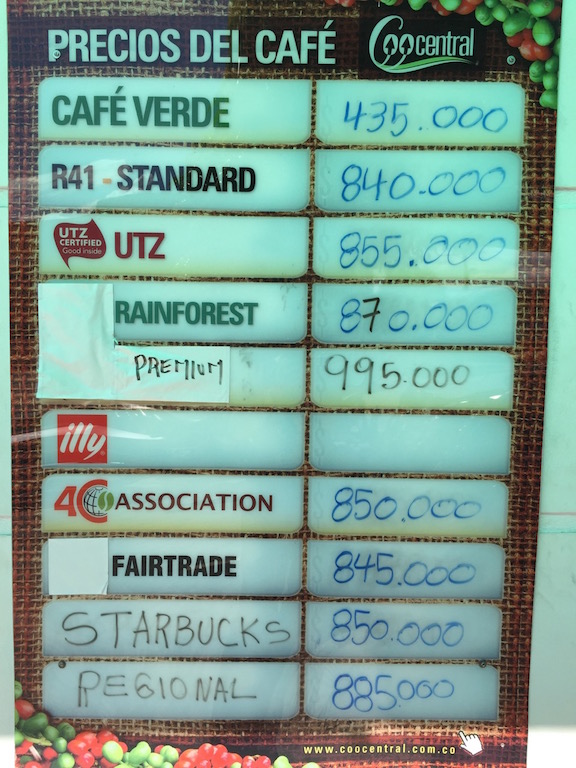 PRECIOS DEL CAFÉ Coocentral
CAFÉ VERDE 435.000
R41 - STANDARD 840.000
UTZ CERTIFIED Good inside UTZ 855.000
RAINFOREST 870.000
PREMIUM 995.000
illy
4C ASSOCIATION 850.000
FAIRTRADE 845.000
STARBUCKS 850.000
REGIONAL 885.000
www.coocentral.com.co